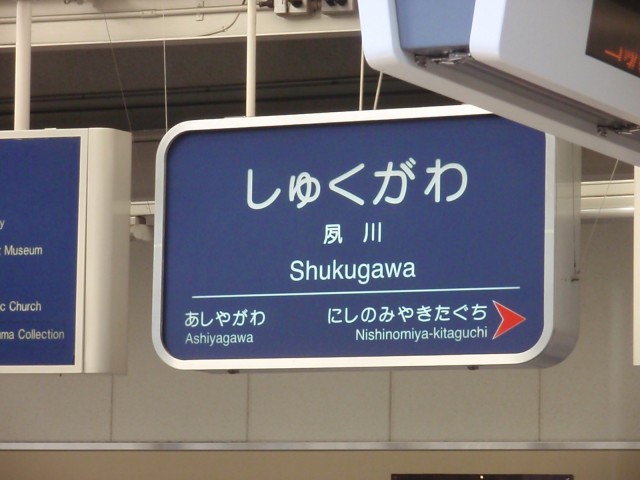 しゅくがわ
夙川
Shukugawa
あしやがわ にしのみやきたぐち
Ashiyagawa Nishinomiya-kitaguchi
Museum
Church
Collection